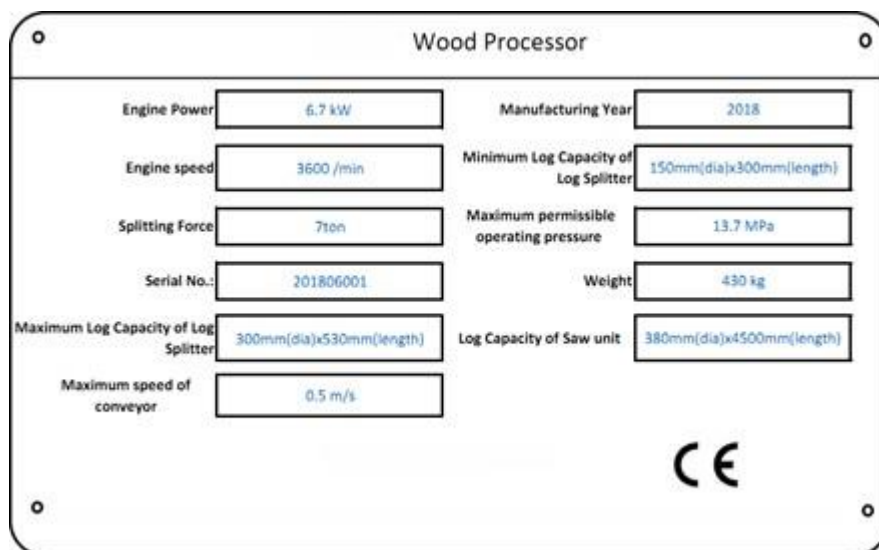 Wood Processor
Engine Power
6.7 kW
Manufacturing Year
2018
Engine speed
3600 /min
Minimum Log Capacity of
Log Splitter
150mm(dia)x300mm(length)
Splitting Force
7ton
Maximum permissible
operating pressure
13.7 MPa
Serial No.:
201806001
Weight
430 kg
Maximum Log Capacity of Log
Splitter
300mm(dia)x530mm(length)
Log Capacity of Saw unit
380mm(dia)x4500mm(length)
Maximum speed of
conveyor
0.5 m/s
CE